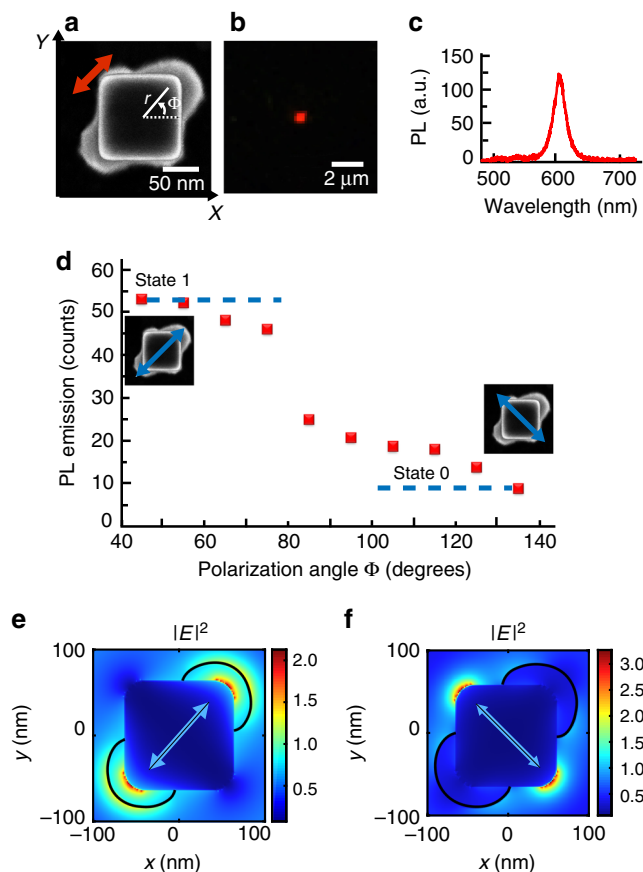 a
Y
r
Φ
50 nm
X
b
2 μm
c
PL (a.u.)
150
100
50
0
500 600 700
Wavelength (nm)
d
PL emission (counts)
60
50
40
30
20
10
0
State 1
State 0
40 60 80 100 120 140
Polarization angle Φ (degrees)
e
|E|²
y (nm)
100
0
−100
−100 0 100
x (nm)
2.0
1.5
1.0
0.5
f
|E|²
y (nm)
100
0
−100
−100 0 100
x (nm)
3.0
2.5
2.0
1.5
1.0
0.5